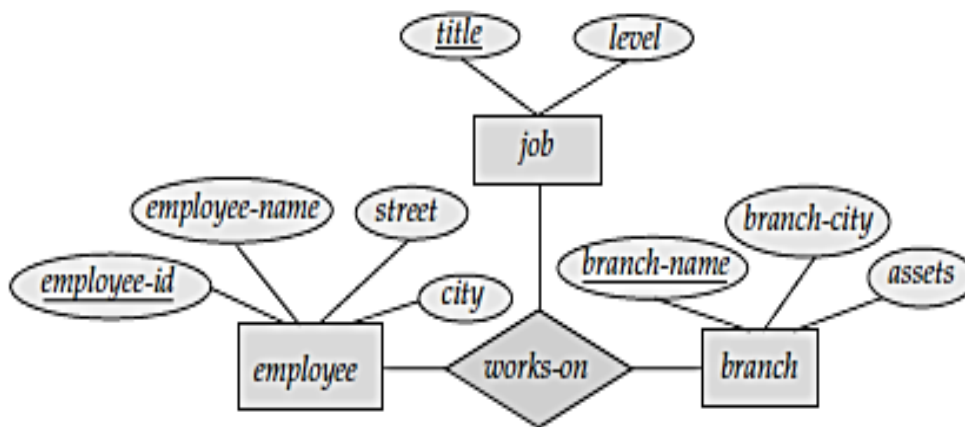 title
level
job
employee-name
street
branch-city
employee-id
city
branch-name
assets
employee
works-on
branch